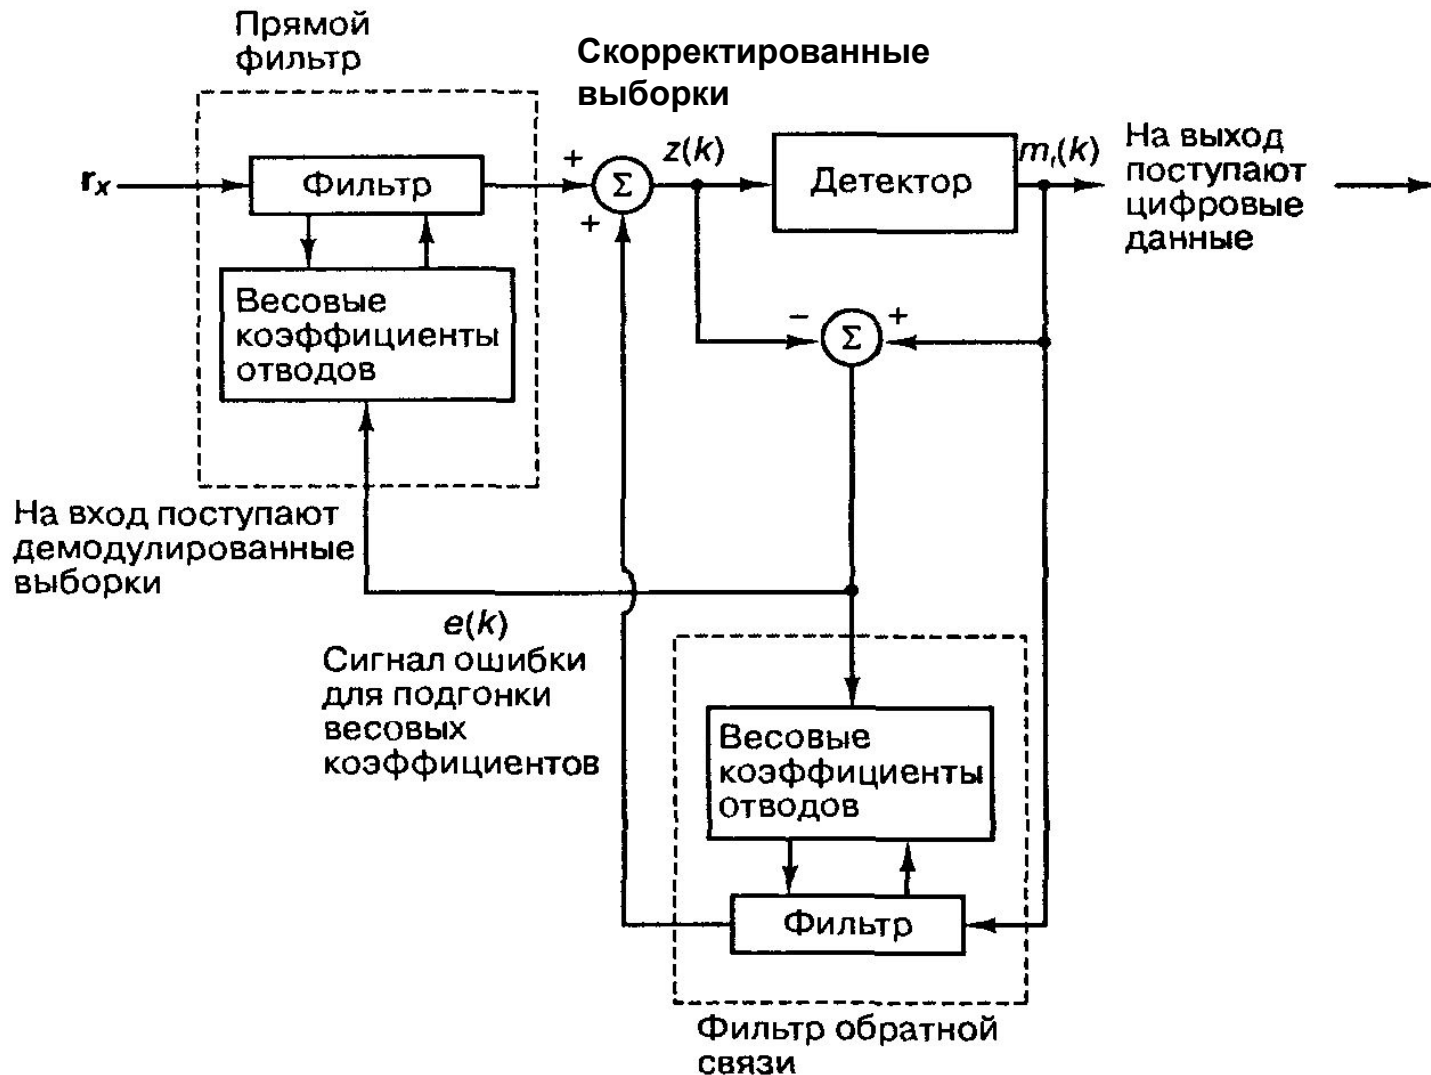 Прямой
фильтр
Скорректированные
выборки
r_x
Фильтр
+
+
Σ
z(k)
Детектор
m_r(k)
На выход
поступают
цифровые
данные
Весовые
коэффициенты
отводов
−
Σ
+
На вход поступают
демодулированные
выборки
e(k)
Сигнал ошибки
для подгонки
весовых
коэффициентов
Весовые
коэффициенты
отводов
Фильтр
Фильтр обратной
связи